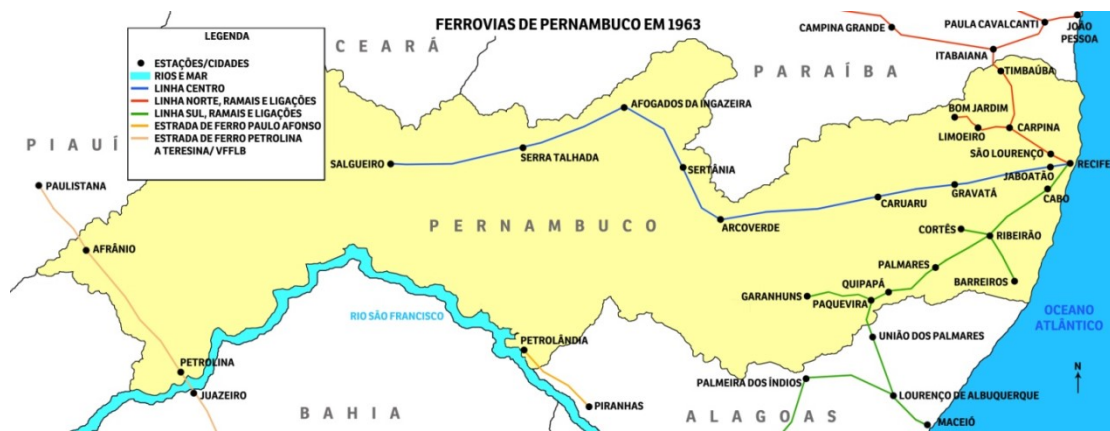 FERROVIAS DE PERNAMBUCO EM 1963
LEGENDA
ESTAÇÕES/CIDADES
RIOS E MAR
LINHA CENTRO
LINHA NORTE, RAMAIS E LIGAÇÕES
LINHA SUL, RAMAIS E LIGAÇÕES
ESTRADA DE FERRO PAULO AFONSO
ESTRADA DE FERRO PETROLINA
A TERESINA/ VFFLB
CEARÁ
PARAÍBA
PIAUÍ
PERNAMBUCO
BAHIA
ALAGOAS
CAMPINA GRANDE
PAULA CAVALCANTI
JOÃO
PESSOA
ITABAIANA
TIMBAÚBA
BOM JARDIM
LIMOEIRO
CARPINA
SÃO LOURENÇO
RECIFE
JABOATÃO
CABO
GRAVATÁ
CARUARU
AFOGADOS DA INGAZEIRA
SERRA TALHADA
SALGUEIRO
SERTÂNIA
ARCOVERDE
CORTÊS
RIBEIRÃO
PALMARES
BARREIROS
QUIPAPÁ
GARANHUNS
PAQUEVIRA
PAULISTANA
AFRÂNIO
PETROLINA
JUAZEIRO
RIO SÃO FRANCISCO
PETROLÂNDIA
PIRANHAS
UNIÃO DOS PALMARES
PALMEIRA DOS ÍNDIOS
LOURENÇO DE ALBUQUERQUE
MACEIÓ
OCEANO
ATLÂNTICO
N